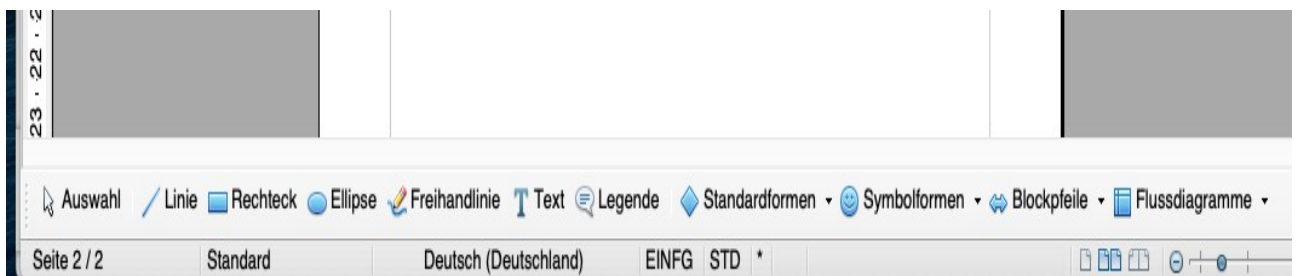 23 · 22 · 2
Auswahl Linie Rechteck Ellipse Freihandlinie T Text Legende Standardformen Symbolformen Blockpfeile Flussdiagramme
Seite 2 / 2 Standard Deutsch (Deutschland) EINFG STD *